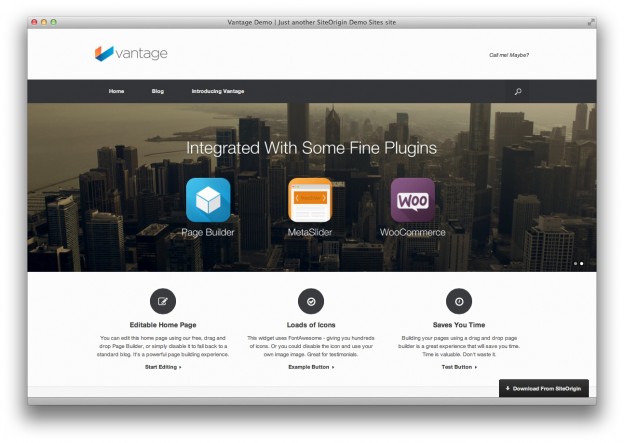 Vantage Demo | Just another SiteOrigin Demo Sites site
vantage
Call me! Maybe?
Home Blog Introducing Vantage
Integrated With Some Fine Plugins
WOO
Page Builder MetaSlider WooCommerce
Editable Home Page
You can edit this home page using our free, drag and
drop Page Builder, or simply disable it to fall back to a
standard blog. It's a powerful page building experience.
Start Editing
Loads of Icons
This widget uses FontAwesome - giving you hundreds
of icons. Or you could disable the icon and use your
own image image. Great for testimonials.
Example Button
Saves You Time
Building your pages using a drag and drop page
builder is a great experience that will save you time.
Time is valuable. Don't waste it.
Test Button
Download From SiteOrigin